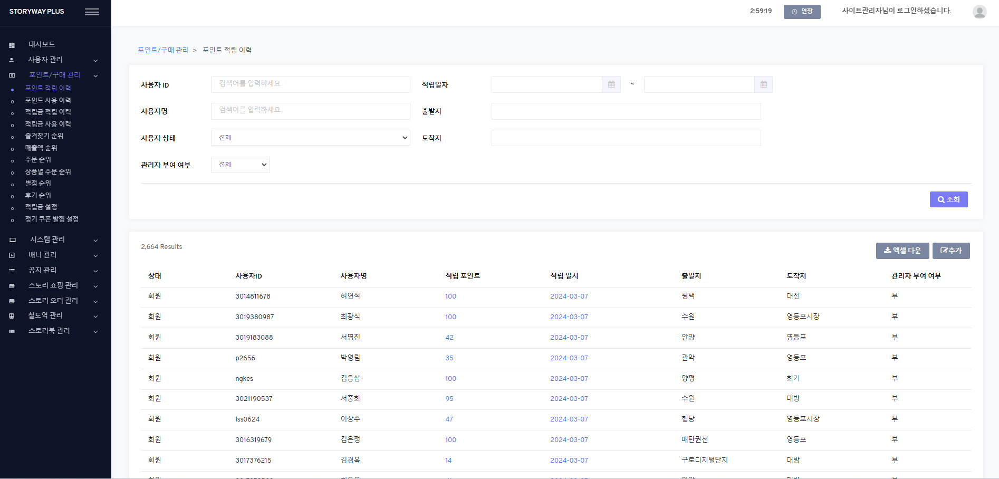 STORYWAY PLUS
2:59:19 연장 사이트관리자님이 로그인하셨습니다.
대시보드
사용자 관리
포인트/구매 관리
포인트 적립 이력
포인트 사용 이력
적립금 적립 이력
적립금 사용 이력
즐겨찾기 순위
매출액 순위
주문 순위
상품별 주문 순위
별점 순위
후기 순위
적립금 설정
정기 쿠폰 발행 설정
시스템 관리
배너 관리
공지 관리
스토리 쇼핑 관리
스토리 오더 관리
철도역 관리
스토리북 관리
포인트/구매 관리 > 포인트 적립 이력
사용자 ID 검색어를 입력하세요 적립일자 ~
사용자명 검색어를 입력하세요 출발지
사용자 상태 전체 도착지
관리자 부여 여부 전체
조회
2,664 Results
엑셀 다운 추가
상태 사용자ID 사용자명 적립 포인트 적립 일시 출발지 도착지 관리자 부여 여부
회원 3014811678 허연석 100 2024-03-07 평택 대전 부
회원 3019380987 최광식 100 2024-03-07 수원 영등포시장 부
회원 3019183088 서명진 42 2024-03-07 안양 영등포 부
회원 p2656 박영림 35 2024-03-07 관악 영등포 부
회원 ngkes 김응삼 100 2024-03-07 양평 회기 부
회원 3021190537 서중화 95 2024-03-07 수원 대방 부
회원 lss0624 이상수 47 2024-03-07 행당 영등포시장 부
회원 3016319679 김은정 100 2024-03-07 매탄권선 영등포 부
회원 3017376215 김경옥 14 2024-03-07 구로디지털단지 대방 부